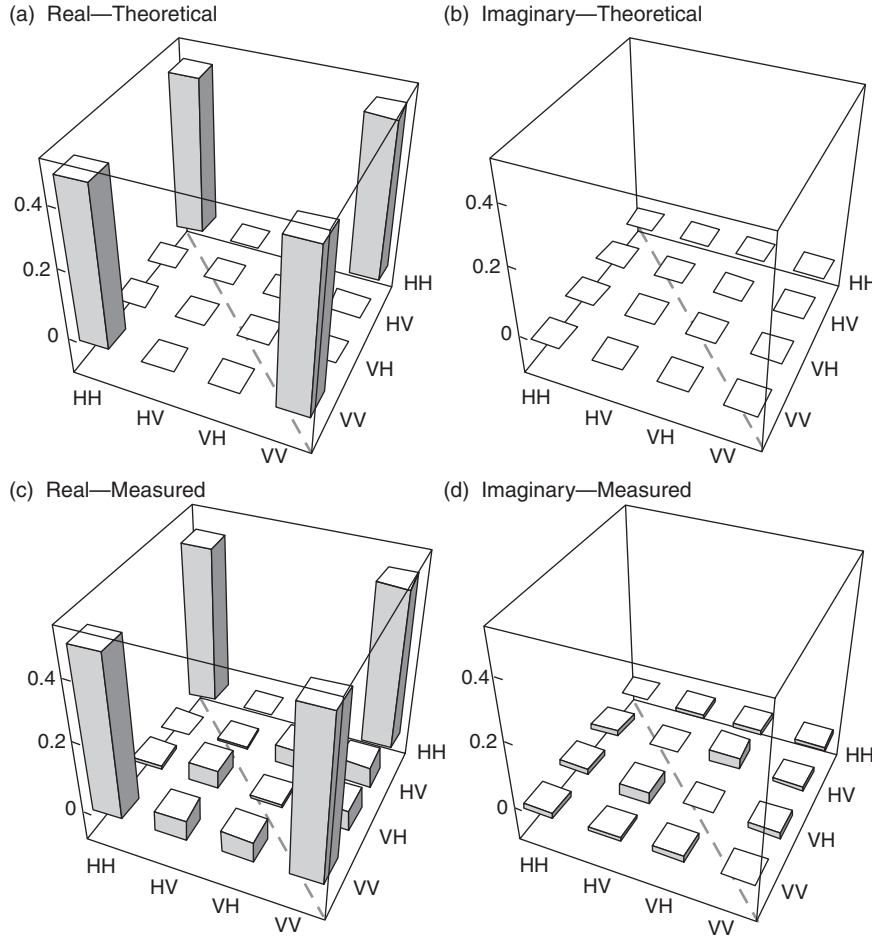 (a) Real—Theoretical
0.4
0.2
0
HH
HV
VH
VV
HH
HV
VH
VV
(b) Imaginary—Theoretical
0.4
0.2
0
HH
HV
VH
VV
HH
HV
VH
VV
(c) Real—Measured
0.4
0.2
0
HH
HV
VH
VV
HH
HV
VH
VV
(d) Imaginary—Measured
0.4
0.2
0
HH
HV
VH
VV
HH
HV
VH
VV